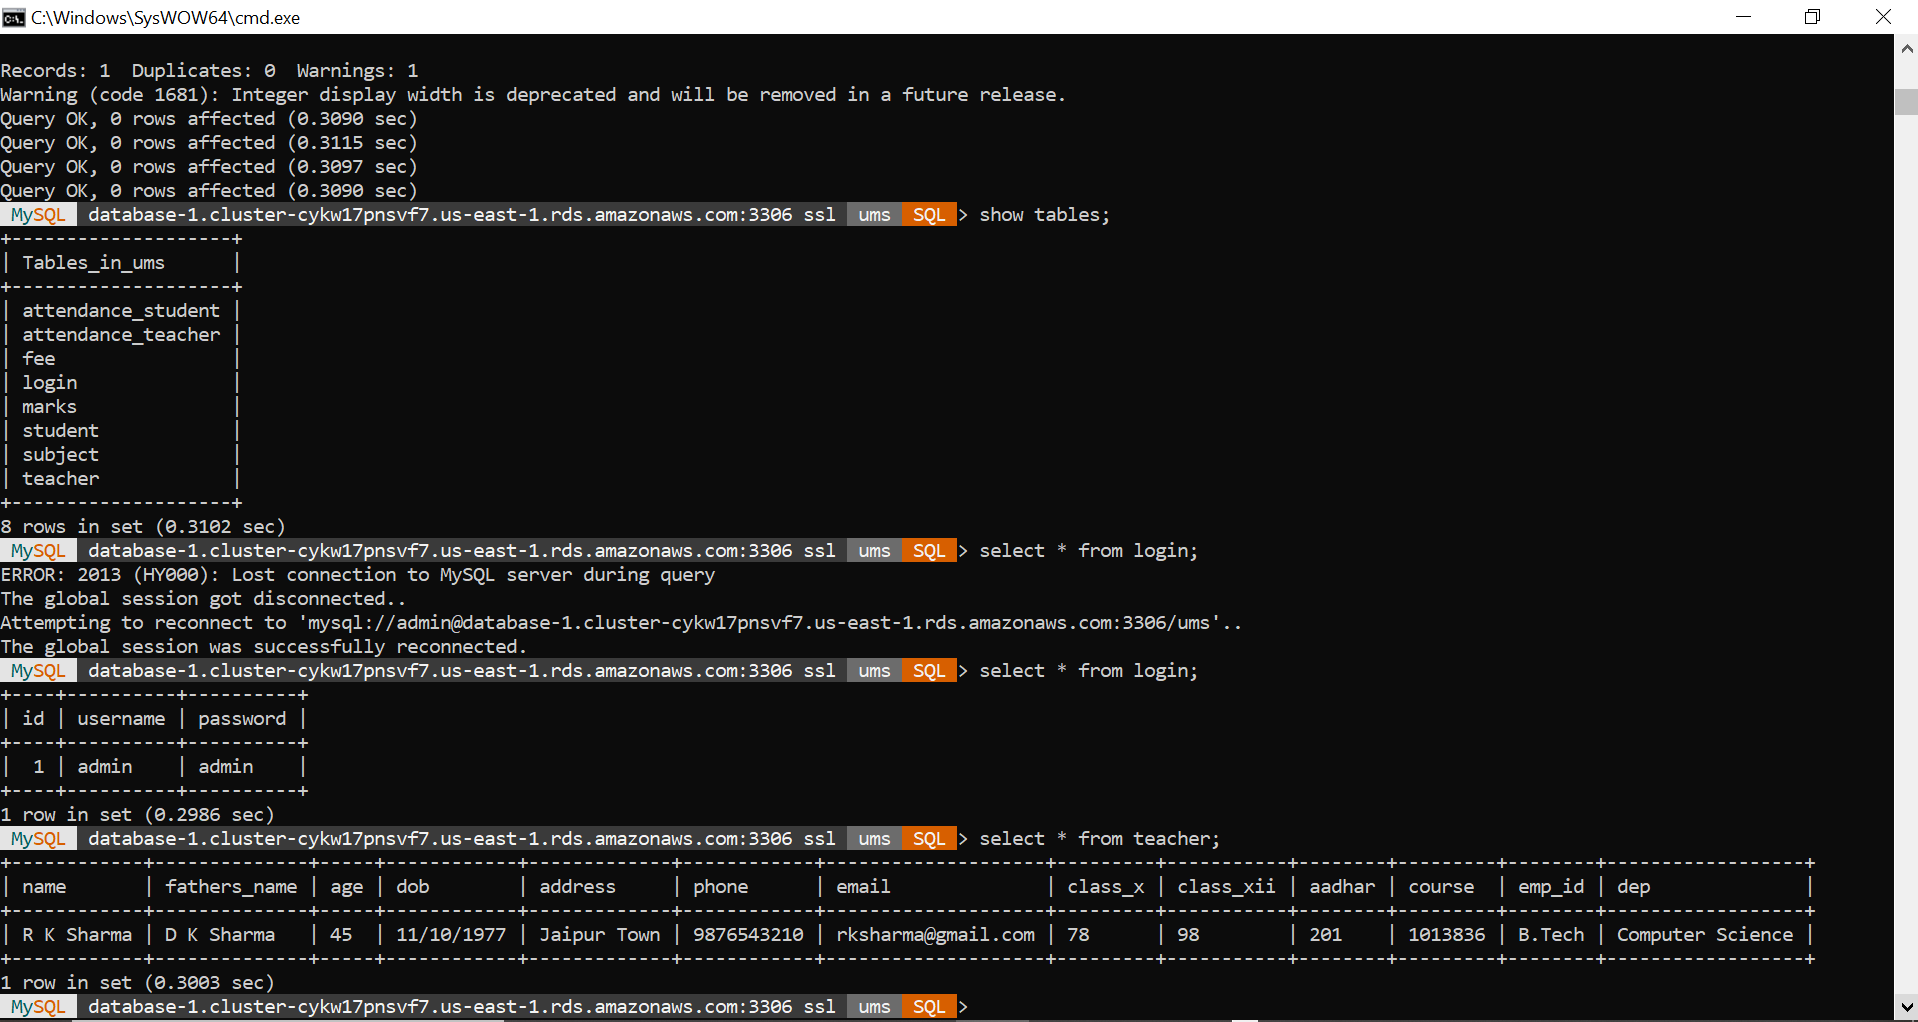 C:\Windows\SysWOW64\cmd.exe
Records: 1  Duplicates: 0  Warnings: 1
Warning (code 1681): Integer display width is deprecated and will be removed in a future release.
Query OK, 0 rows affected (0.3090 sec)
Query OK, 0 rows affected (0.3115 sec)
Query OK, 0 rows affected (0.3097 sec)
Query OK, 0 rows affected (0.3090 sec)
MySQL  database-1.cluster-cykw17pnsvf7.us-east-1.rds.amazonaws.com:3306 ssl  ums  SQL > show tables;
+--------------------+
| Tables_in_ums      |
+--------------------+
| attendance_student |
| attendance_teacher |
| fee                |
| login              |
| marks              |
| student            |
| subject            |
| teacher            |
+--------------------+
8 rows in set (0.3102 sec)
MySQL  database-1.cluster-cykw17pnsvf7.us-east-1.rds.amazonaws.com:3306 ssl  ums  SQL > select * from login;
ERROR: 2013 (HY000): Lost connection to MySQL server during query
The global session got disconnected..
Attempting to reconnect to 'mysql://admin@database-1.cluster-cykw17pnsvf7.us-east-1.rds.amazonaws.com:3306/ums'..
The global session was successfully reconnected.
MySQL  database-1.cluster-cykw17pnsvf7.us-east-1.rds.amazonaws.com:3306 ssl  ums  SQL > select * from login;
+----+----------+----------+
| id | username | password |
+----+----------+----------+
|  1 | admin    | admin    |
+----+----------+----------+
1 row in set (0.2986 sec)
MySQL  database-1.cluster-cykw17pnsvf7.us-east-1.rds.amazonaws.com:3306 ssl  ums  SQL > select * from teacher;
+------------+--------------+-----+------------+-------------+------------+--------------------+---------+-----------+--------+---------+--------+------------------+
| name       | fathers_name | age | dob        | address     | phone      | email              | class_x | class_xii | aadhar | course  | emp_id | dep              |
+------------+--------------+-----+------------+-------------+------------+--------------------+---------+-----------+--------+---------+--------+------------------+
| R K Sharma | D K Sharma   | 45  | 11/10/1977 | Jaipur Town | 9876543210 | rksharma@gmail.com | 78      | 98        | 201    | 1013836 | B.Tech | Computer Science |
+------------+--------------+-----+------------+-------------+------------+--------------------+---------+-----------+--------+---------+--------+------------------+
1 row in set (0.3003 sec)
MySQL  database-1.cluster-cykw17pnsvf7.us-east-1.rds.amazonaws.com:3306 ssl  ums  SQL >